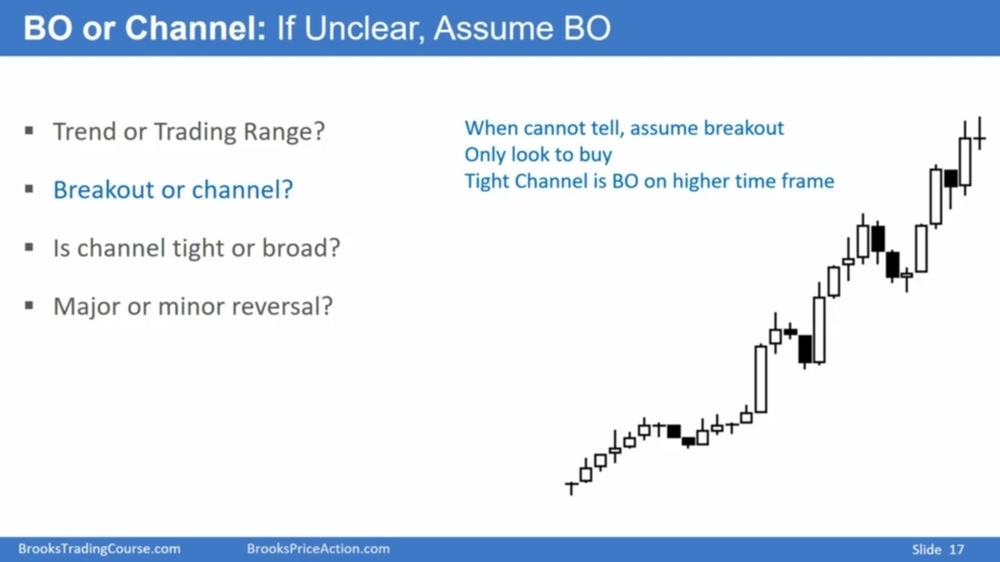 BO or Channel: If Unclear, Assume BO
Trend or Trading Range?
Breakout or channel?
Is channel tight or broad?
Major or minor reversal?
When cannot tell, assume breakout
Only look to buy
Tight Channel is BO on higher time frame
BrooksTradingCourse.com
BrooksPriceAction.com
Slide 17